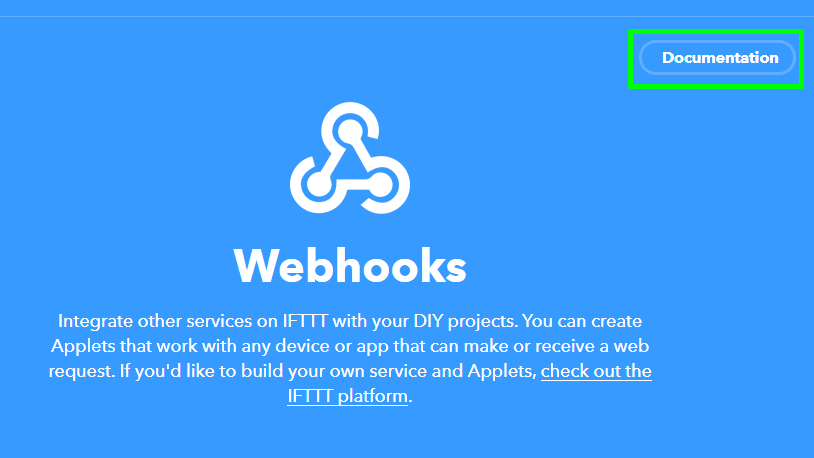 Documentation
Webhooks
Integrate other services on IFTTT with your DIY projects. You can create
Applets that work with any device or app that can make or receive a web
request. If you'd like to build your own service and Applets, check out the
IFTTT platform.